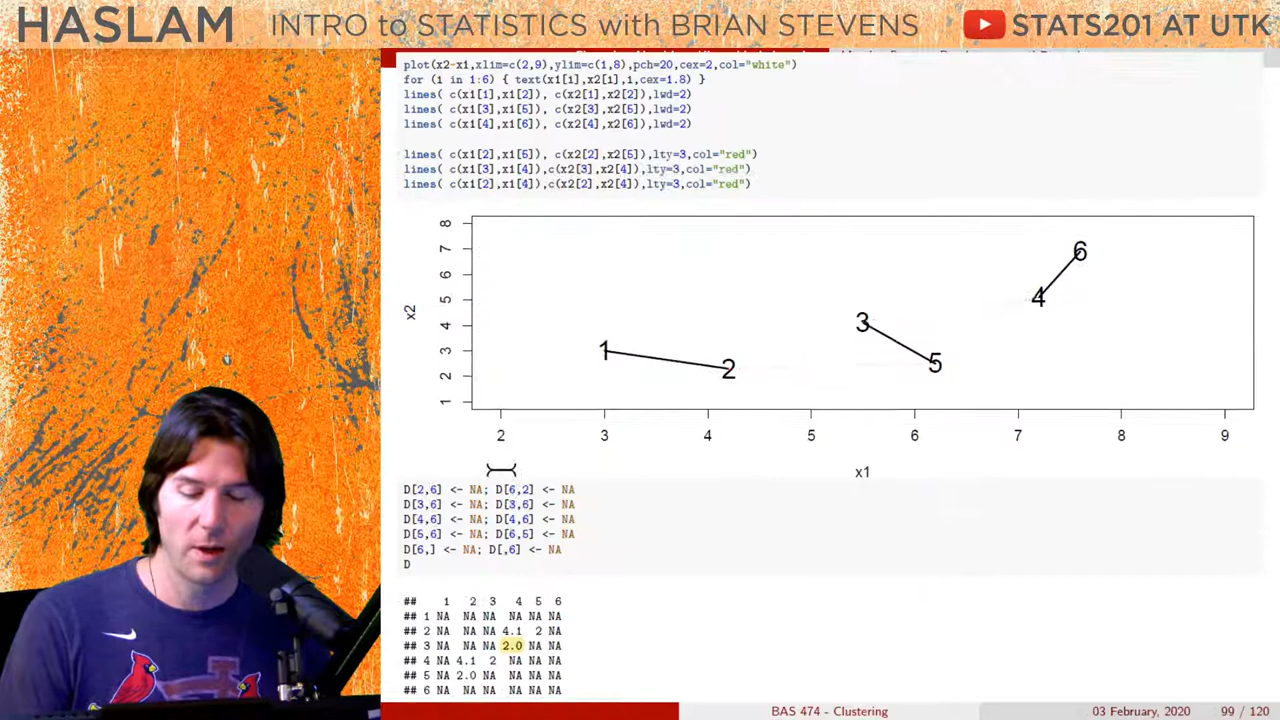 HASLAM INTRO to STATISTICS with BRIAN STEVENS STATS201 AT UTK
plot(x2~x1,xlim=c(2,9),ylim=c(1,8),pch=20,cex=2,col="white")
for (i in 1:6) { text(x1[i],x2[i],i,cex=1.8) }
lines( c(x1[1],x1[2]), c(x2[1],x2[2]),lwd=2)
lines( c(x1[3],x1[5]), c(x2[3],x2[5]),lwd=2)
lines( c(x1[4],x1[6]), c(x2[4],x2[6]),lwd=2)
lines( c(x1[2],x1[5]), c(x2[2],x2[5]),lty=3,col="red")
lines( c(x1[3],x1[4]),c(x2[3],x2[4]),lty=3,col="red")
lines( c(x1[2],x1[4]),c(x2[2],x2[4]),lty=3,col="red")
8
7
6
5
4
3
2
1
x2
1
2
3
5
4
6
2 3 4 5 6 7 8 9
x1
D[2,6] <- NA; D[6,2] <- NA
D[3,6] <- NA; D[3,6] <- NA
D[4,6] <- NA; D[4,6] <- NA
D[5,6] <- NA; D[6,5] <- NA
D[6,] <- NA; D[,6] <- NA
D
## 1 2 3 4 5 6
## 1 NA NA NA NA NA NA
## 2 NA NA NA 4.1 2 NA
## 3 NA NA NA 2.0 NA NA
## 4 NA 4.1 2 NA NA NA
## 5 NA 2.0 NA NA NA NA
## 6 NA NA NA NA NA NA
BAS 474 - Clustering 03 February, 2020 99 / 120